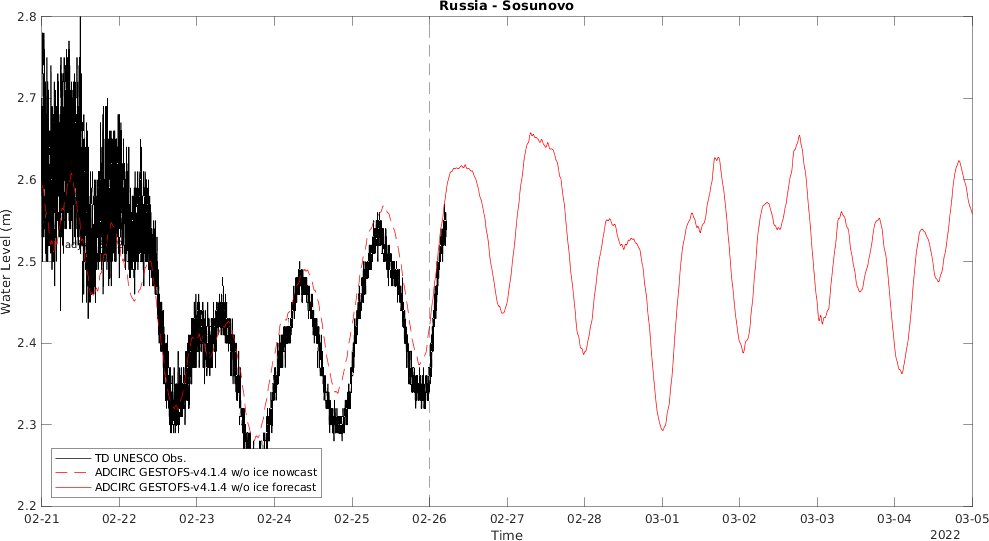 Russia - Sosunovo
Water Level (m)
2.8
2.7
2.6
2.5
2.4
2.3
2.2
TD UNESCO Obs.
ADCIRC GESTOFS-v4.1.4 w/o ice nowcast
ADCIRC GESTOFS-v4.1.4 w/o ice forecast
02-21 02-22 02-23 02-24 02-25 02-26 02-27 02-28 03-01 03-02 03-03 03-04 03-05
Time
2022